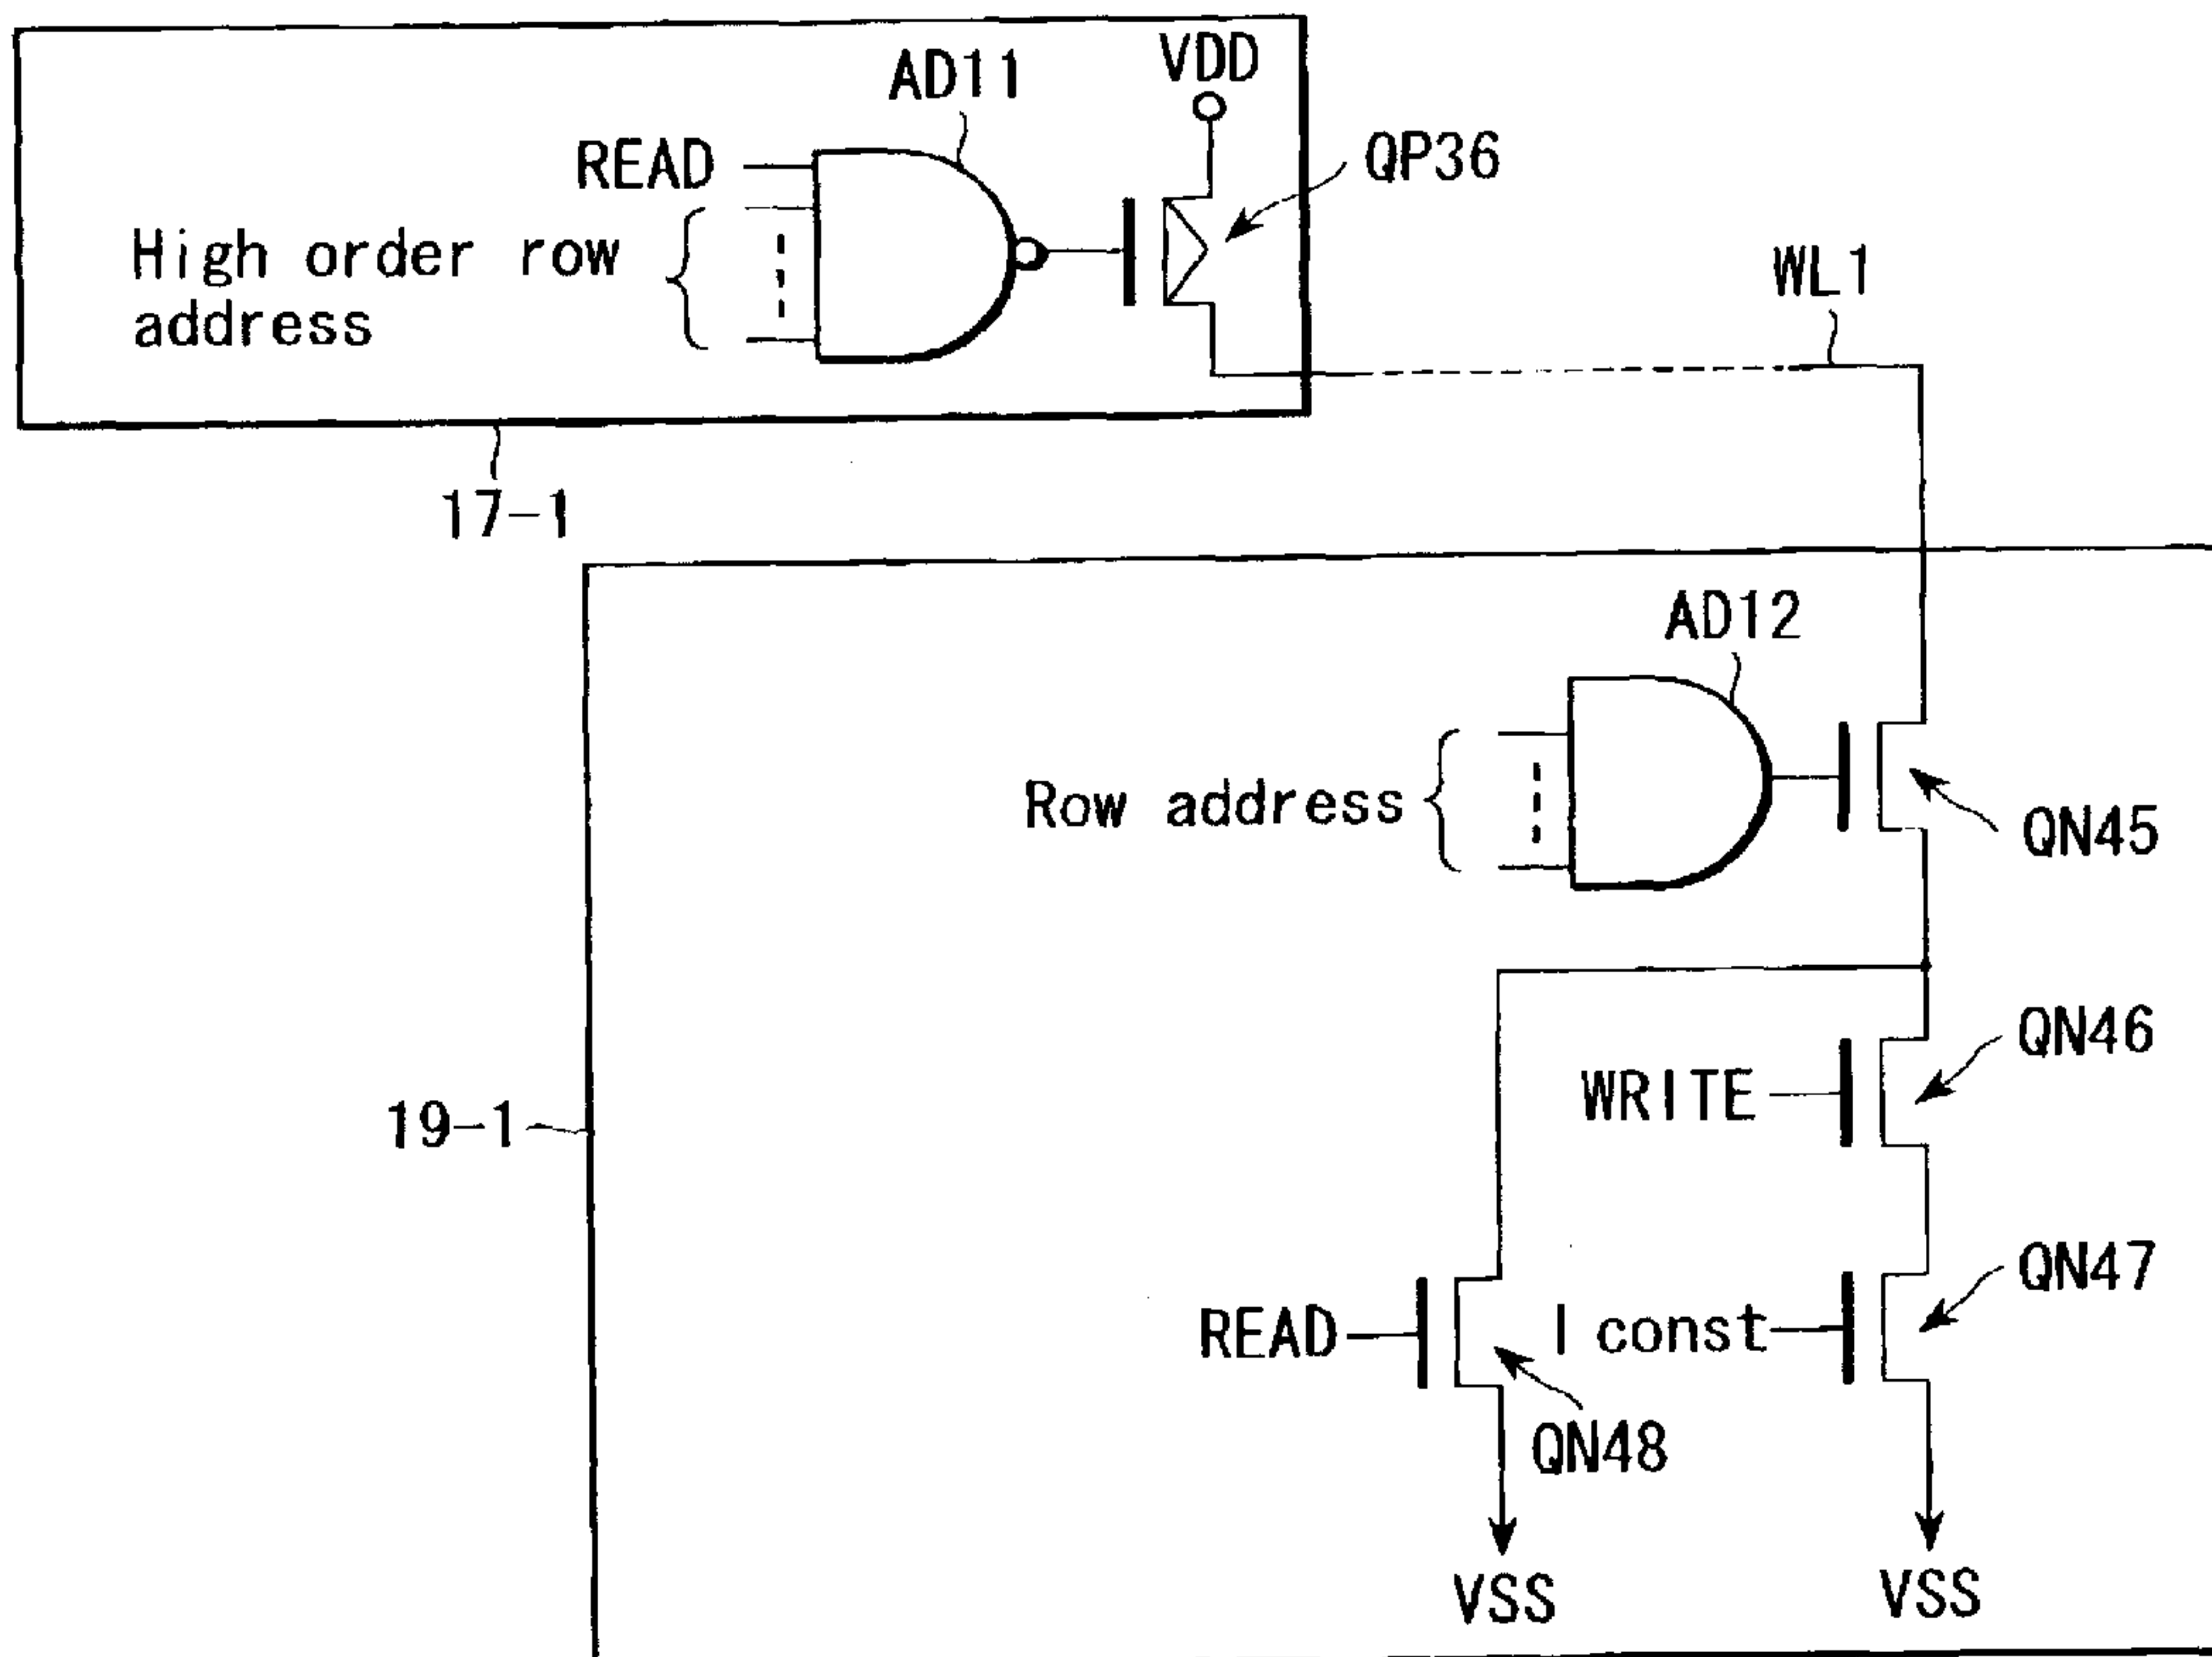 AD11
VDD
READ
QP36
High order row
address
WL1
17-1
AD12
Row address
QN45
QN46
WRITE
19-1
QN47
READ
I const
QN48
VSS
VSS